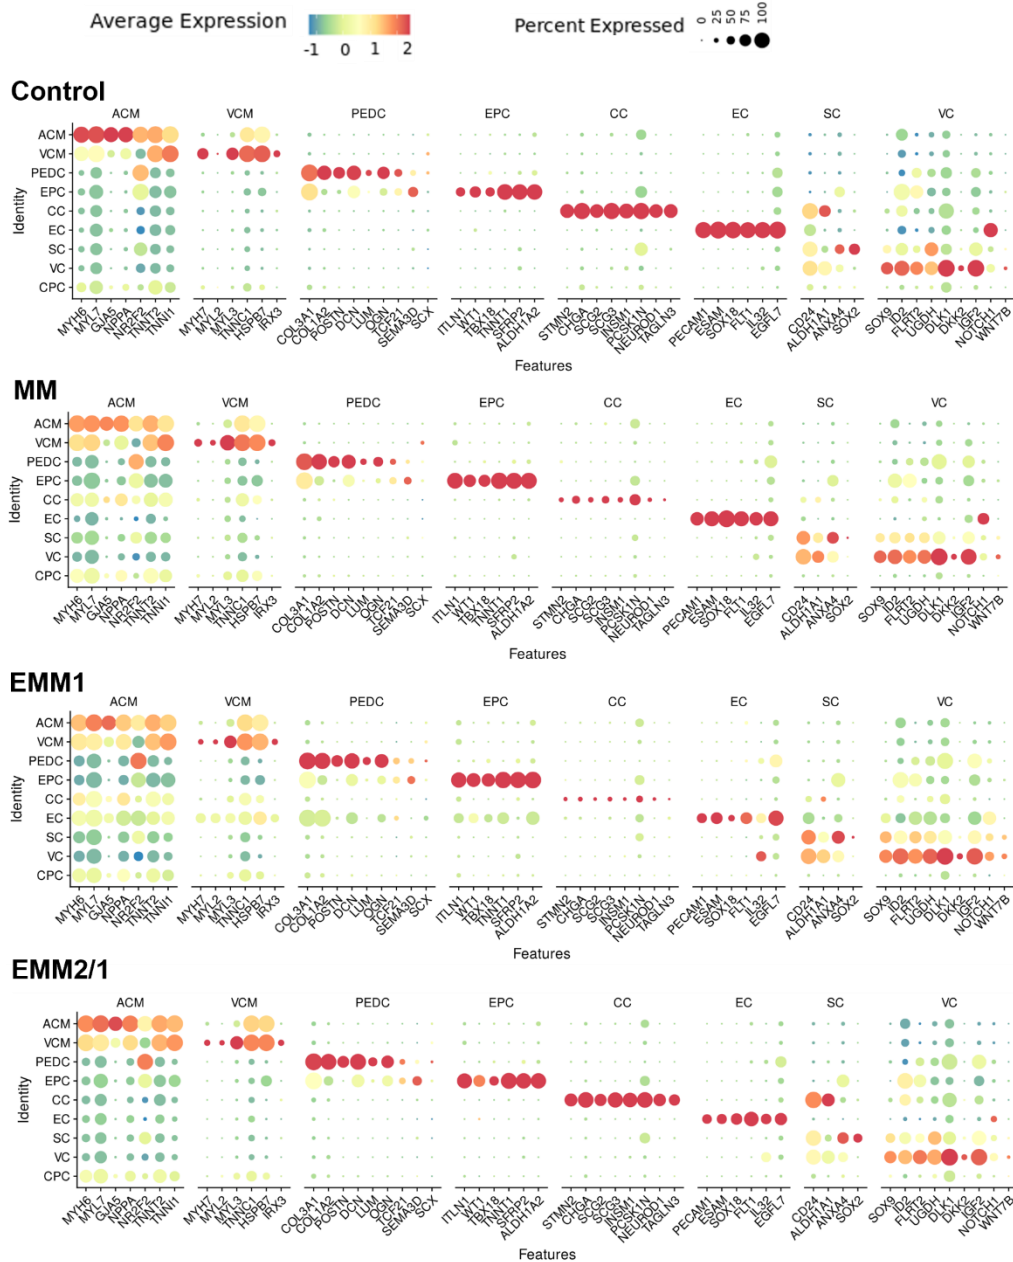 Average Expression
-1 0 1 2
Percent Expressed
0 25 50 75 100
Control
ACM VCM PEDC EPC CC EC SC VC
Identity
ACM
VCM
PEDC
EPC
CC
EC
SC
VC
CPC
MYH6 MYL7 GJA5 NPPA NR2F2 TNNT2 TNNI1 MYH7 MYL2 MYL3 TNNC1 HSPB7 IRX3 COL3A1 COL1A2 POSTN DCN LUM OGN TCF21 SEMA3D SCX ITLN1 WT1 TBX18 TNNT1 SFRP2 ALDH1A2 STMN2 CHGA SCG2 SCG3 INSM1 PCSK1N NEUROD1 TAGLN3 PECAM1 ESAM SOX18 FLT1 IL32 EGFL7 CD24 ALDH1A1 ANXA4 SOX2 SOX9 ID2 FLRT2 UGDH DLK1 DKK2 IGF2 NOTCH1 WNT7B
Features
MM
ACM VCM PEDC EPC CC EC SC VC
Identity
ACM
VCM
PEDC
EPC
CC
EC
SC
VC
CPC
MYH6 MYL7 GJA5 NPPA NR2F2 TNNT2 TNNI1 MYH7 MYL2 MYL3 TNNC1 HSPB7 IRX3 COL3A1 COL1A2 POSTN DCN LUM OGN TCF21 SEMA3D SCX ITLN1 WT1 TBX18 TNNT1 SFRP2 ALDH1A2 STMN2 CHGA SCG2 SCG3 INSM1 PCSK1N NEUROD1 TAGLN3 PECAM1 ESAM SOX18 FLT1 IL32 EGFL7 CD24 ALDH1A1 ANXA4 SOX2 SOX9 ID2 FLRT2 UGDH DLK1 DKK2 IGF2 NOTCH1 WNT7B
Features
EMM1
ACM VCM PEDC EPC CC EC SC VC
Identity
ACM
VCM
PEDC
EPC
CC
EC
SC
VC
CPC
MYH6 MYL7 GJA5 NPPA NR2F2 TNNT2 TNNI1 MYH7 MYL2 MYL3 TNNC1 HSPB7 IRX3 COL3A1 COL1A2 POSTN DCN LUM OGN TCF21 SEMA3D SCX ITLN1 WT1 TBX18 TNNT1 SFRP2 ALDH1A2 STMN2 CHGA SCG2 SCG3 INSM1 PCSK1N NEUROD1 TAGLN3 PECAM1 ESAM SOX18 FLT1 IL32 EGFL7 CD24 ALDH1A1 ANXA4 SOX2 SOX9 ID2 FLRT2 UGDH DLK1 DKK2 IGF2 NOTCH1 WNT7B
Features
EMM2/1
ACM VCM PEDC EPC CC EC SC VC
Identity
ACM
VCM
PEDC
EPC
CC
EC
SC
VC
CPC
MYH6 MYL7 GJA5 NPPA NR2F2 TNNT2 TNNI1 MYH7 MYL2 MYL3 TNNC1 HSPB7 IRX3 COL3A1 COL1A2 POSTN DCN LUM OGN TCF21 SEMA3D SCX ITLN1 WT1 TBX18 TNNT1 SFRP2 ALDH1A2 STMN2 CHGA SCG2 SCG3 INSM1 PCSK1N NEUROD1 TAGLN3 PECAM1 ESAM SOX18 FLT1 IL32 EGFL7 CD24 ALDH1A1 ANXA4 SOX2 SOX9 ID2 FLRT2 UGDH DLK1 DKK2 IGF2 NOTCH1 WNT7B
Features